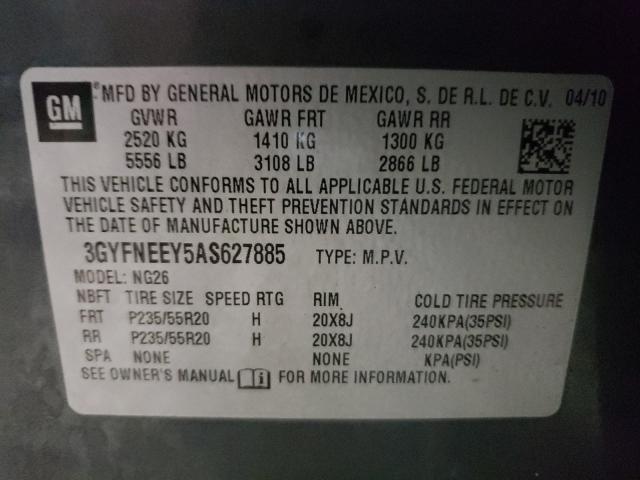 GM
MFD BY GENERAL MOTORS DE MEXICO, S. DE R.L. DE C.V. 04/10
GVWR GAWR FRT GAWR RR
2520 KG 1410 KG 1300 KG
5556 LB 3108 LB 2866 LB
THIS VEHICLE CONFORMS TO ALL APPLICABLE U.S. FEDERAL MOTOR
VEHICLE SAFETY AND THEFT PREVENTION STANDARDS IN EFFECT ON
THE DATE OF MANUFACTURE SHOWN ABOVE.
3GYFNEEY5AS627885 TYPE: M.P.V.
MODEL: NG26
NBFT TIRE SIZE SPEED RTG RIM COLD TIRE PRESSURE
FRT P235/55R20 H 20X8J 240KPA(35PSI)
RR P235/55R20 H 20X8J 240KPA(35PSI)
SPA NONE NONE KPA(PSI)
SEE OWNER'S MANUAL i FOR MORE INFORMATION.